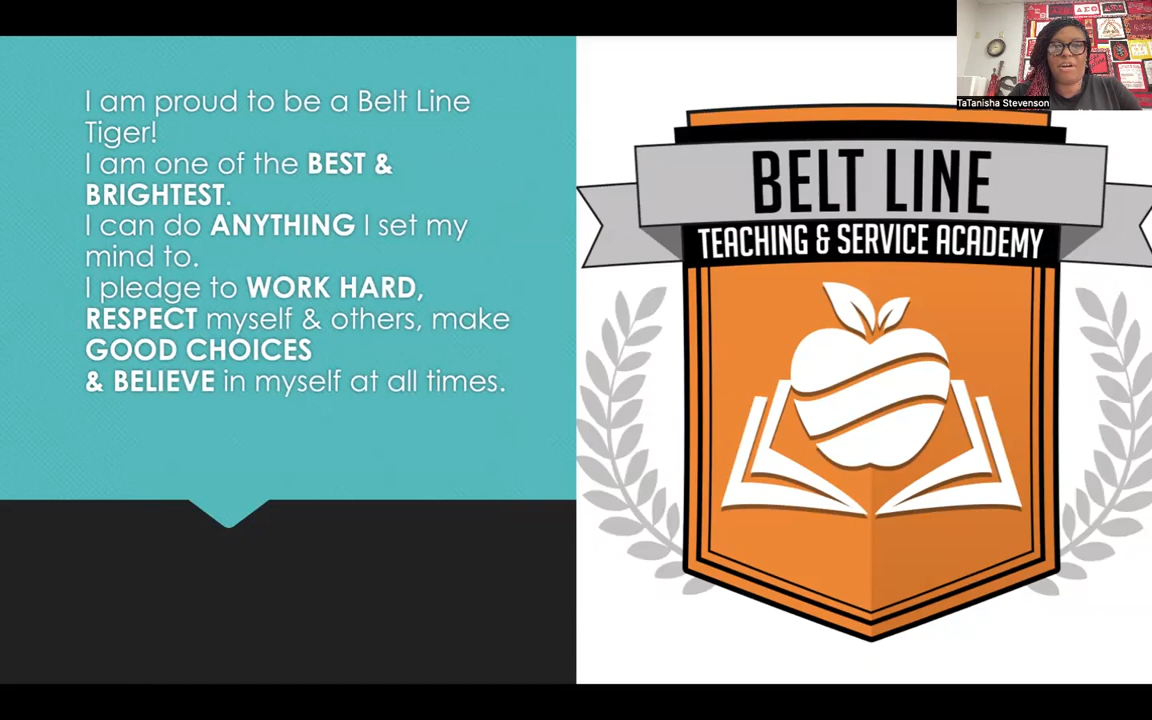 I am proud to be a Belt Line
Tiger!
I am one of the BEST &
BRIGHTEST.
I can do ANYTHING I set my
mind to.
I pledge to WORK HARD,
RESPECT myself & others, make
GOOD CHOICES
& BELIEVE in myself at all times.
TaTanisha Stevenson
BELT LINE
TEACHING & SERVICE ACADEMY